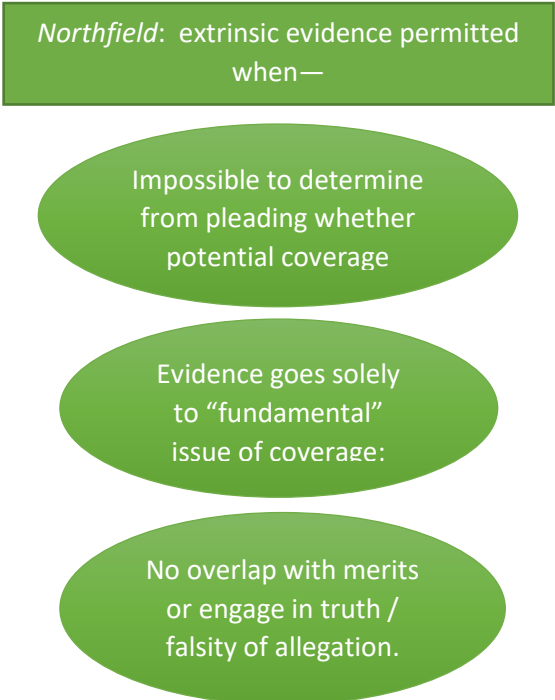 Northfield: extrinsic evidence permitted
when—
Impossible to determine
from pleading whether
potential coverage
Evidence goes solely
to “fundamental”
issue of coverage:
No overlap with merits
or engage in truth /
falsity of allegation.